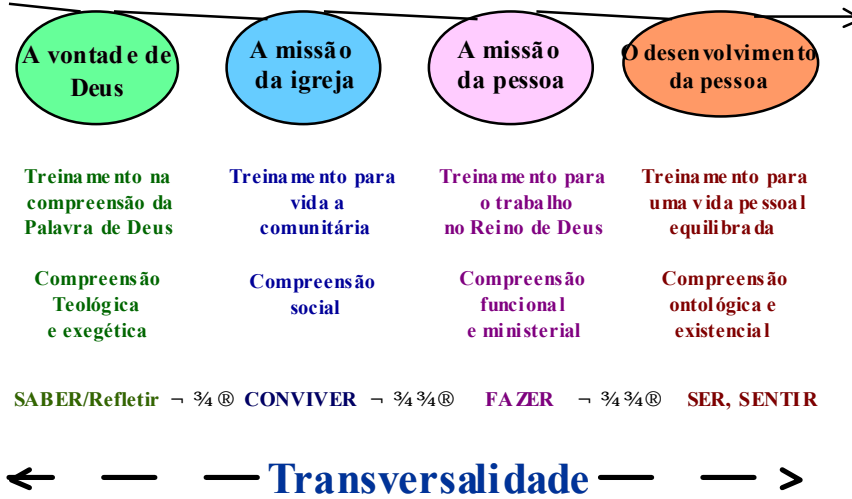 A vontade de
Deus
A missão
da igreja
A missão
da pessoa
O desenvolvimento
da pessoa
Treinamento na
compreensão da
Palavra de Deus
Treinamento para
vida a
comunitária
Treinamento para
o trabalho
no Reino de Deus
Treinamento para
uma vida pessoal
equilibrada
Compreensão
Teológica
e exegética
Compreensão
social
Compreensão
funcional
e ministerial
Compreensão
ontológica e
existencial
SABER/Refletir ¬ ¾ ® CONVIVER ¬ ¾¾® FAZER ¬ ¾¾® SER, SENTIR
Transversalidade